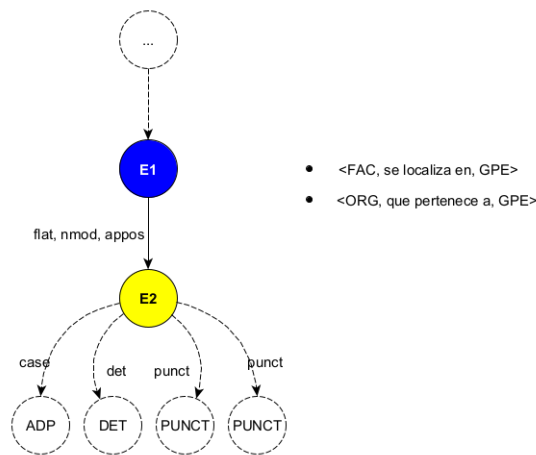 ...
E1
<FAC, se localiza en, GPE>
<ORG, que pertenece a, GPE>
flat, nmod, appos
E2
case
det
punct
punct
ADP
DET
PUNCT
PUNCT